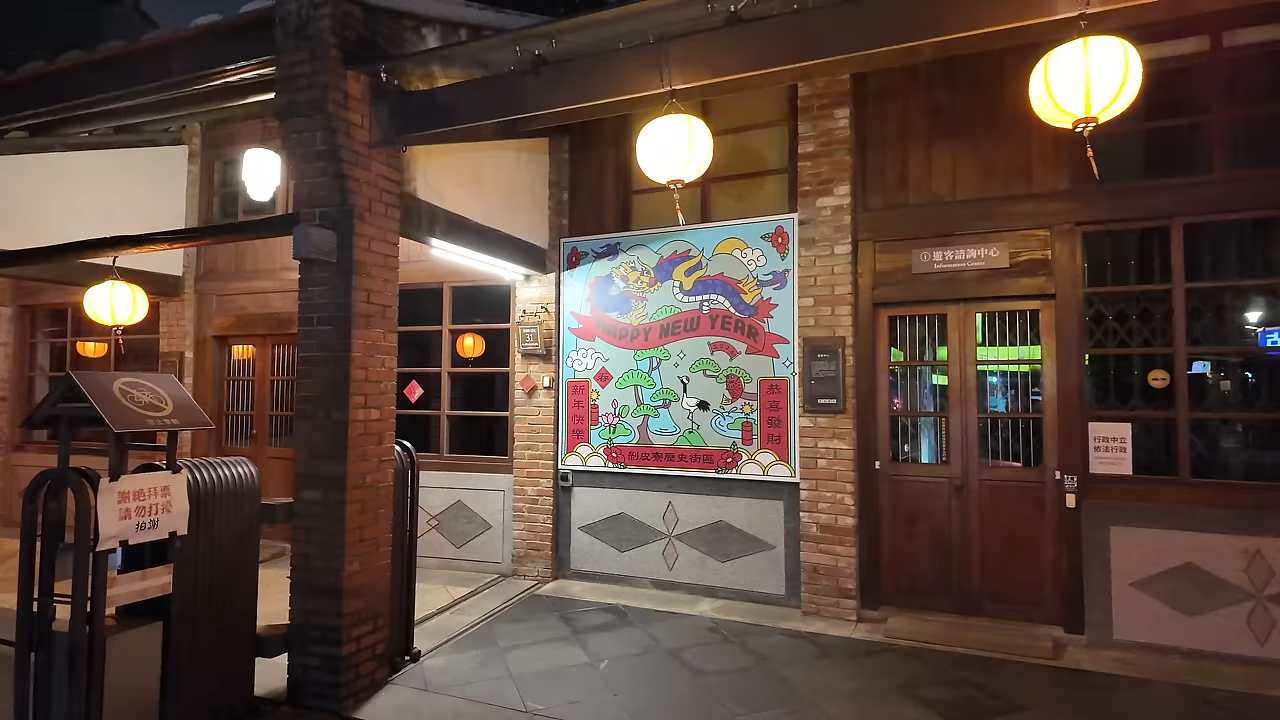 謝絕拜票
請勿打擾
拍謝
31
HAPPY NEW YEAR
新年快樂
恭喜發財
剝皮寮歷史街區
遊客諮詢中心
Information Center
行政中立
依法行政